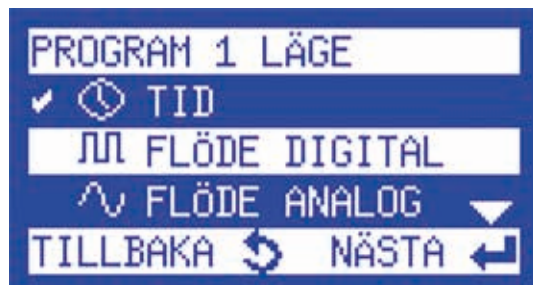 PROGRAM 1 LÄGE
TID
FLÖDE DIGITAL
FLÖDE ANALOG
TILLBAKA NÄSTA